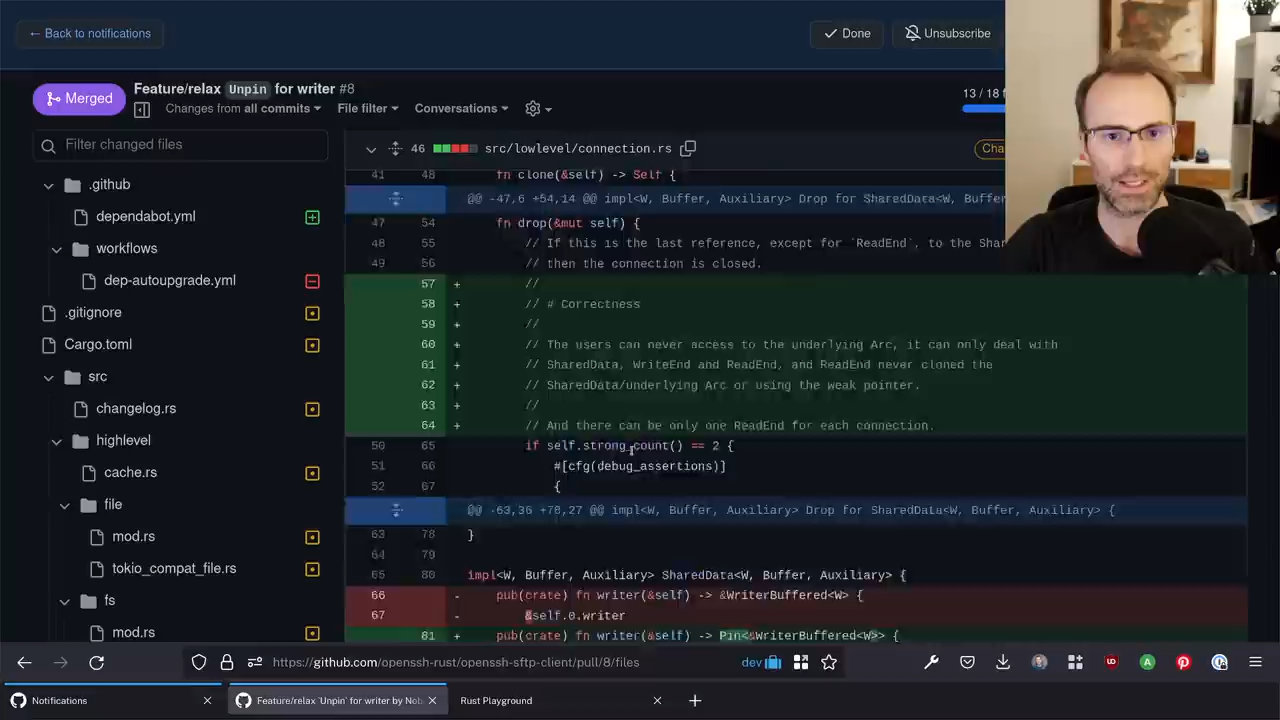 ← Back to notifications
Done
Unsubscribe
Merged
Feature/relax Unpin for writer #8
Changes from all commits
File filter
Conversations
13 / 18
Filter changed files
.github
dependabot.yml
workflows
dep-autoupgrade.yml
.gitignore
Cargo.toml
src
changelog.rs
highlevel
cache.rs
file
mod.rs
tokio_compat_file.rs
fs
mod.rs
46 src/lowlevel/connection.rs
41 48 fn clone(&self) -> Self {
@@ -47,6 +54,14 @@ impl<W, Buffer, Auxiliary> Drop for SharedData<W, Buffer,
47 54 fn drop(&mut self) {
48 55 // If this is the last reference, except for `ReadEnd`, to the
49 56 // then the connection is closed.
57 + //
58 + // # Correctness
59 + //
60 + // The users can never access to the underlying Arc, it can only deal with
61 + // SharedData, WriteEnd and ReadEnd, and ReadEnd never cloned the
62 + // SharedData/underlying Arc or using the weak pointer.
63 + //
64 + // And there can be only one ReadEnd for each connection.
50 65 if self.strong_count() == 2 {
51 66 #[cfg(debug_assertions)]
52 67 {
@@ -63,36 +78,27 @@ impl<W, Buffer, Auxiliary> Drop for SharedData<W, Buffer, Auxiliary> {
63 78 }
64 79
65 80 impl<W, Buffer, Auxiliary> SharedData<W, Buffer, Auxiliary> {
66 - pub(crate) fn writer(&self) -> &WriterBuffered<W> {
67 - &self.0.writer
81 + pub(crate) fn writer(&self) -> Pin<&WriterBuffered<W>> {
https://github.com/openssh-rust/openssh-sftp-client/pull/8/files
dev
Notifications
Feature/relax `Unpin` for writer by Nob
Rust Playground